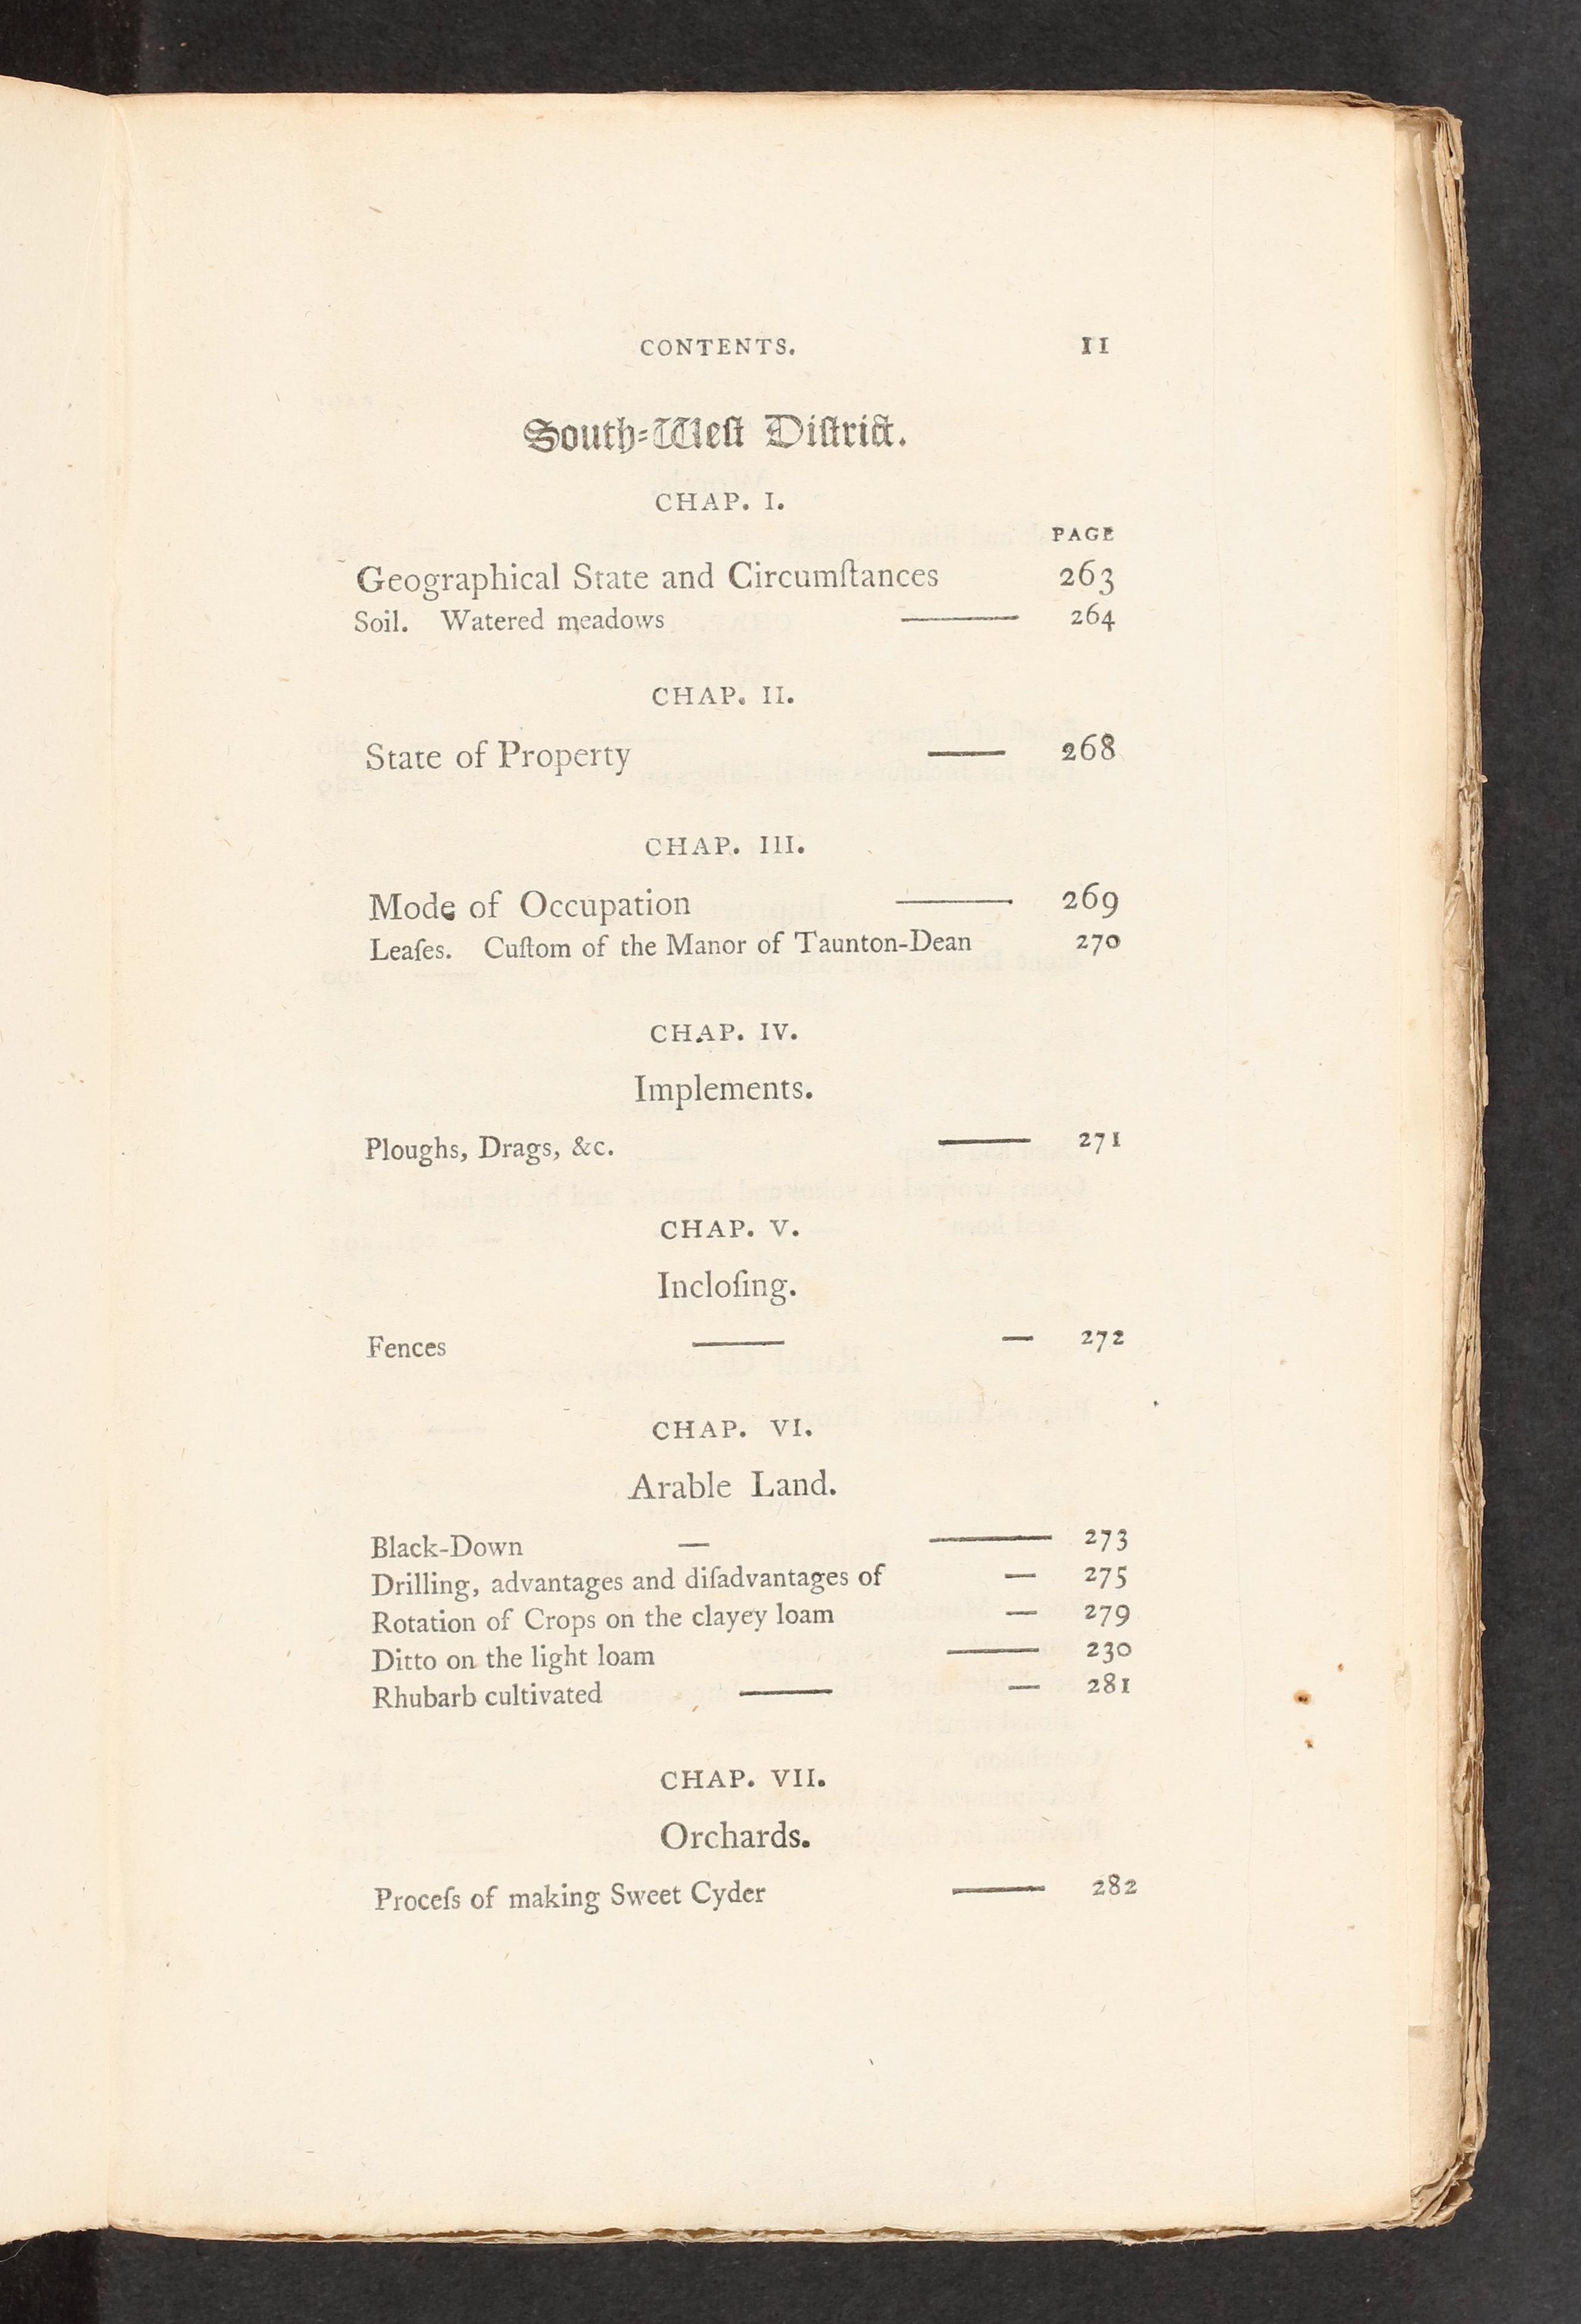 CONTENTS. 11
South-Weſt Diſtrict.
CHAP. I.
PAGE
Geographical State and Circumſtances 263
Soil. Watered meadows —— 264
CHAP. II.
State of Property —— 268
CHAP. III.
Mode of Occupation —— 269
Leaſes. Cuſtom of the Manor of Taunton-Dean 270
CHAP. IV.
Implements.
Ploughs, Drags, &c. —— 271
CHAP. V.
Incloſing.
Fences —— — 272
CHAP. VI.
Arable Land.
Black-Down — —— 273
Drilling, advantages and diſadvantages of — 275
Rotation of Crops on the clayey loam — 279
Ditto on the light loam —— 230
Rhubarb cultivated —— — 281
CHAP. VII.
Orchards.
Proceſs of making Sweet Cyder —— 282